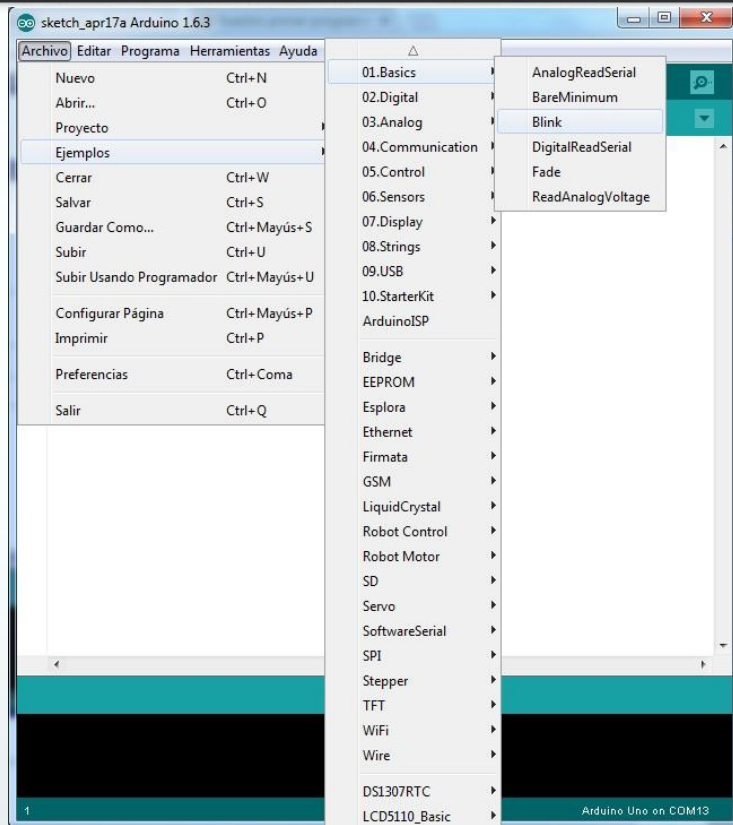 sketch_apr17a Arduino 1.6.3
Archivo Editar Programa Herramientas Ayuda
Nuevo Ctrl+N
Abrir... Ctrl+O
Proyecto
Ejemplos
Cerrar Ctrl+W
Salvar Ctrl+S
Guardar Como... Ctrl+Mayús+S
Subir Ctrl+U
Subir Usando Programador Ctrl+Mayús+U
Configurar Página Ctrl+Mayús+P
Imprimir Ctrl+P
Preferencias Ctrl+Coma
Salir Ctrl+Q
01.Basics
02.Digital
03.Analog
04.Communication
05.Control
06.Sensors
07.Display
08.Strings
09.USB
10.StarterKit
ArduinoISP
Bridge
EEPROM
Esplora
Ethernet
Firmata
GSM
LiquidCrystal
Robot Control
Robot Motor
SD
Servo
SoftwareSerial
SPI
Stepper
TFT
WiFi
Wire
DS1307RTC
LCD5110_Basic
AnalogReadSerial
BareMinimum
Blink
DigitalReadSerial
Fade
ReadAnalogVoltage
1
Arduino Uno on COM13